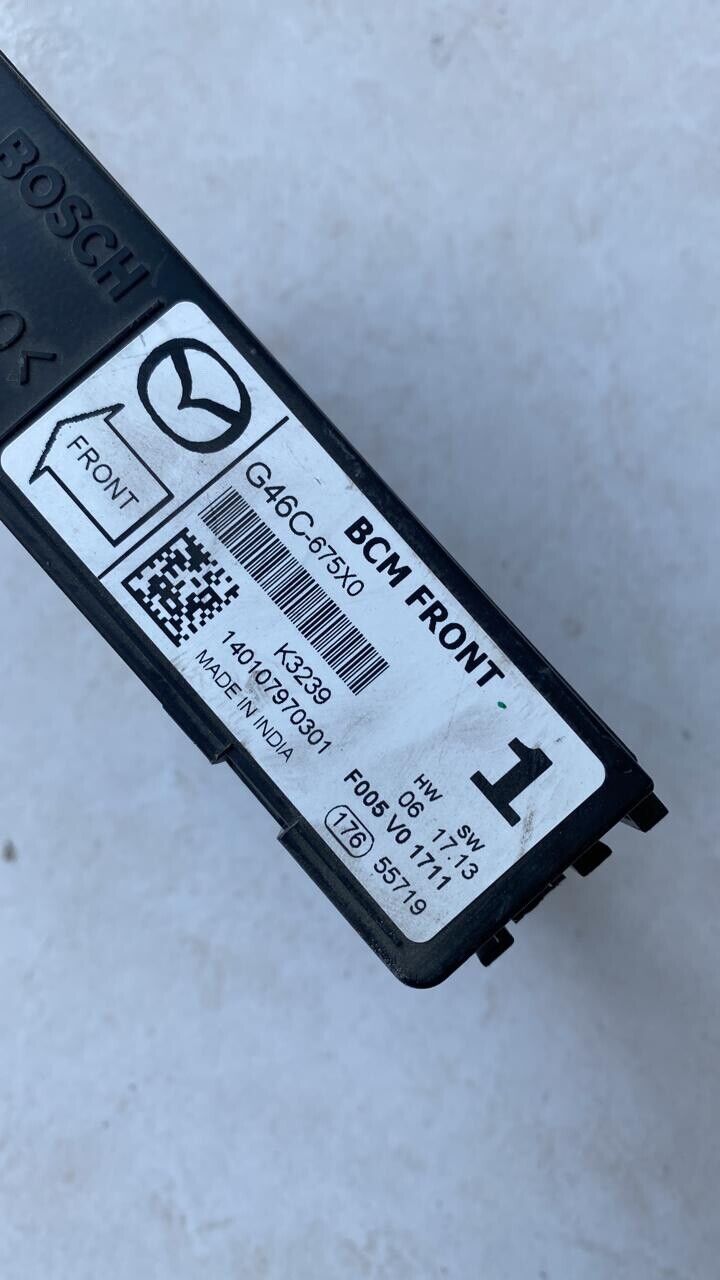 BOSCH
FRONT
G46C-675X0
BCM FRONT
K3239
140107970301
MADE IN INDIA
1
HW SW
06 17.13
F005 V0 1711
176 55719